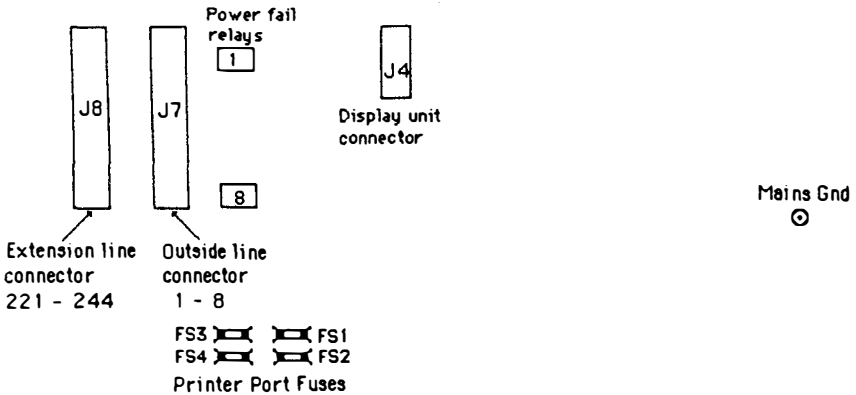 Power fail
relays
1
J4
J8
J7
Display unit
connector
8
Mains Gnd
Extension line
connector
221 - 244
Outside line
connector
1 - 8
FS3
FS1
FS4
FS2
Printer Port Fuses